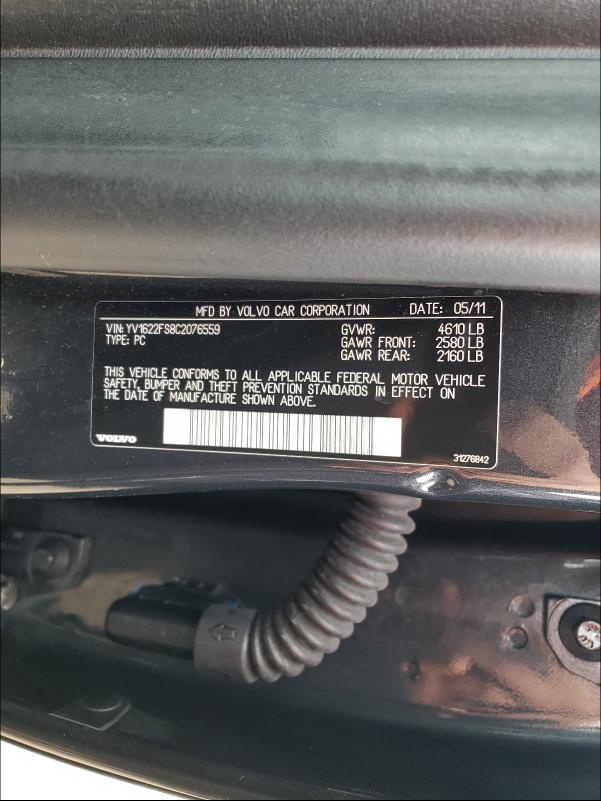 MFD BY VOLVO CAR CORPORATION DATE: 05/11
VIN: YV1622FS8C2076559 GVWR: 4610 LB
TYPE: PC GAWR FRONT: 2580 LB
GAWR REAR: 2160 LB
THIS VEHICLE CONFORMS TO ALL APPLICABLE FEDERAL MOTOR VEHICLE
SAFETY, BUMPER AND THEFT PREVENTION STANDARDS IN EFFECT ON
THE DATE OF MANUFACTURE SHOWN ABOVE.
VOLVO 31276842